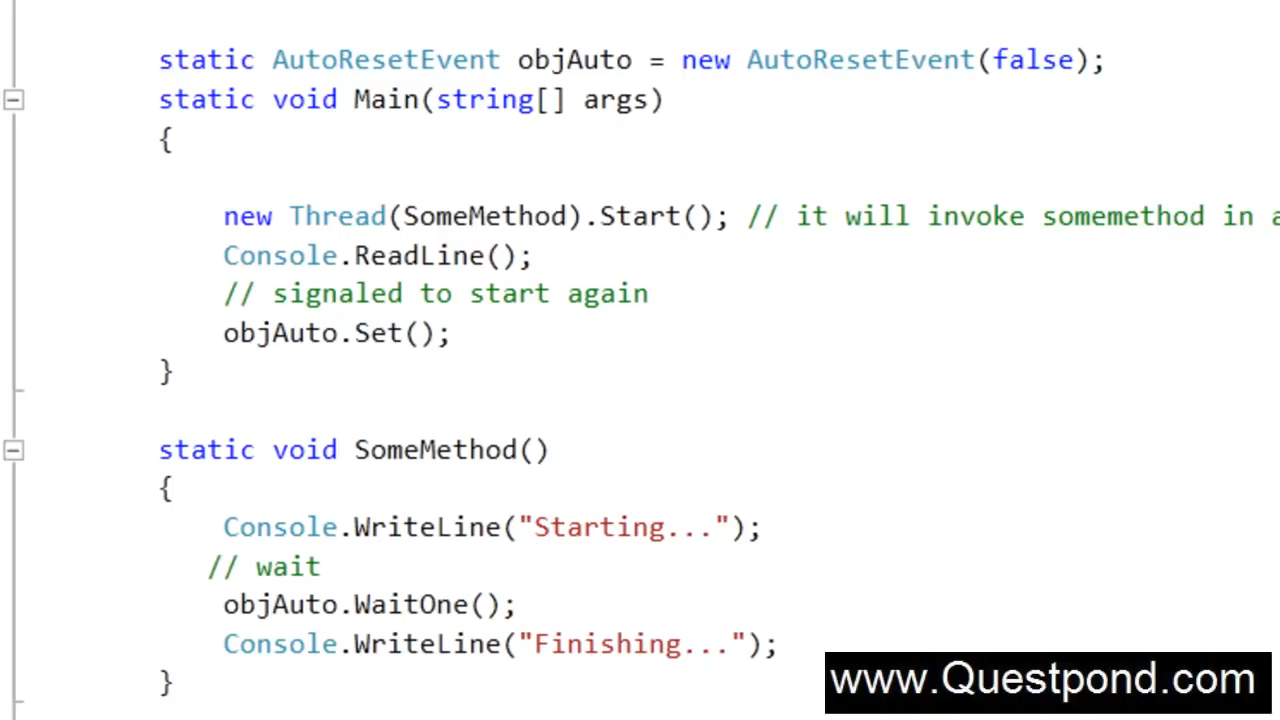 static AutoResetEvent objAuto = new AutoResetEvent(false);
static void Main(string[] args)
{
new Thread(SomeMethod).Start(); // it will invoke somemethod in a
Console.ReadLine();
// signaled to start again
objAuto.Set();
}
static void SomeMethod()
{
Console.WriteLine("Starting...");
// wait
objAuto.WaitOne();
Console.WriteLine("Finishing...");
}
www.Questpond.com